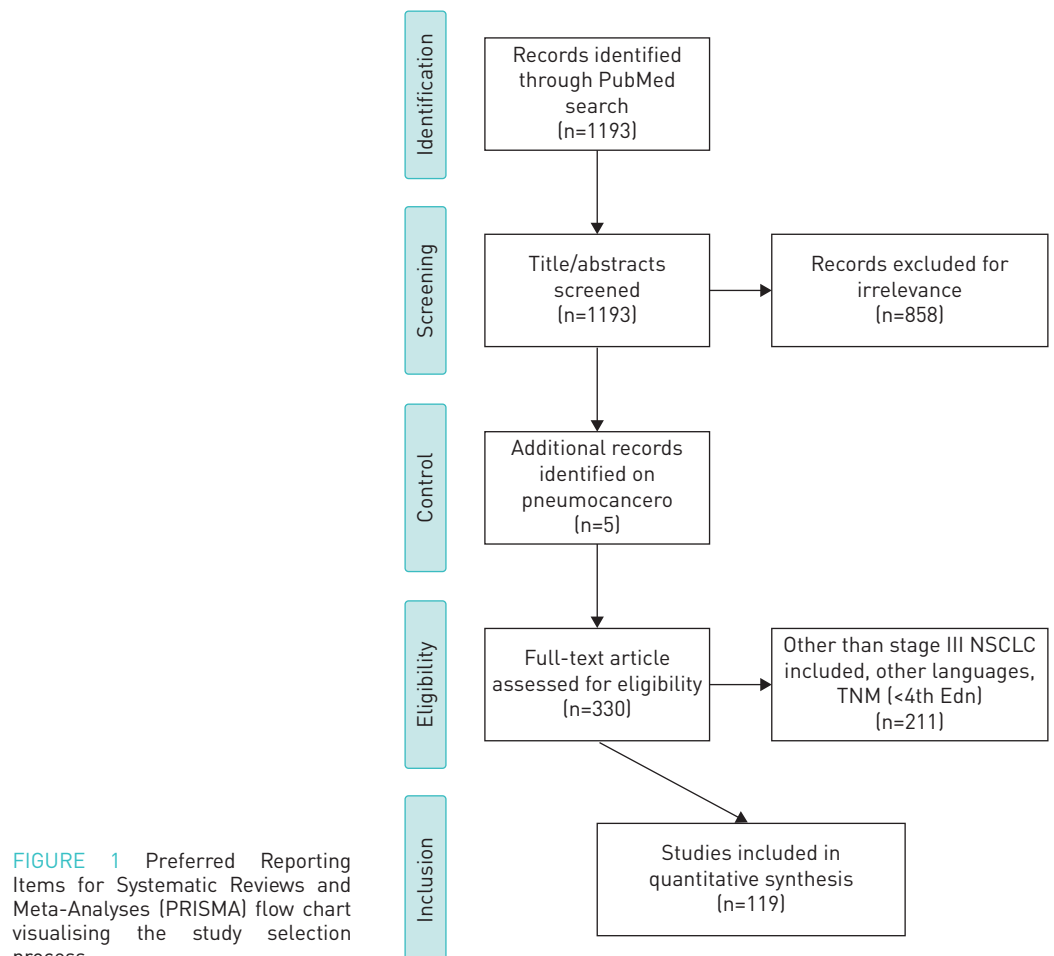 Identification
Records identified
through PubMed
search
(n=1193)
Screening
Title/abstracts
screened
(n=1193)
Records excluded for
irrelevance
(n=858)
Control
Additional records
identified on
pneumocancero
(n=5)
Eligibility
Full-text article
assessed for eligibility
(n=330)
Other than stage III NSCLC
included, other languages,
TNM (<4th Edn)
(n=211)
Inclusion
Studies included in
quantitative synthesis
(n=119)
FIGURE 1 Preferred Reporting
Items for Systematic Reviews and
Meta-Analyses (PRISMA) flow chart
visualising the study selection
process